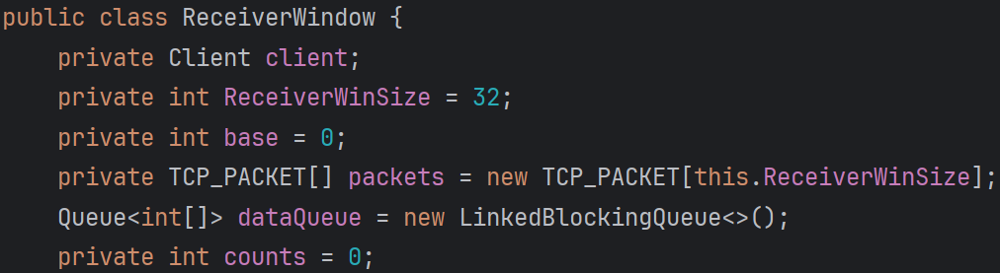 public class ReceiverWindow {
    private Client client;
    private int ReceiverWinSize = 32;
    private int base = 0;
    private TCP_PACKET[] packets = new TCP_PACKET[this.ReceiverWinSize];
    Queue<int[]> dataQueue = new LinkedBlockingQueue<>();
    private int counts = 0;